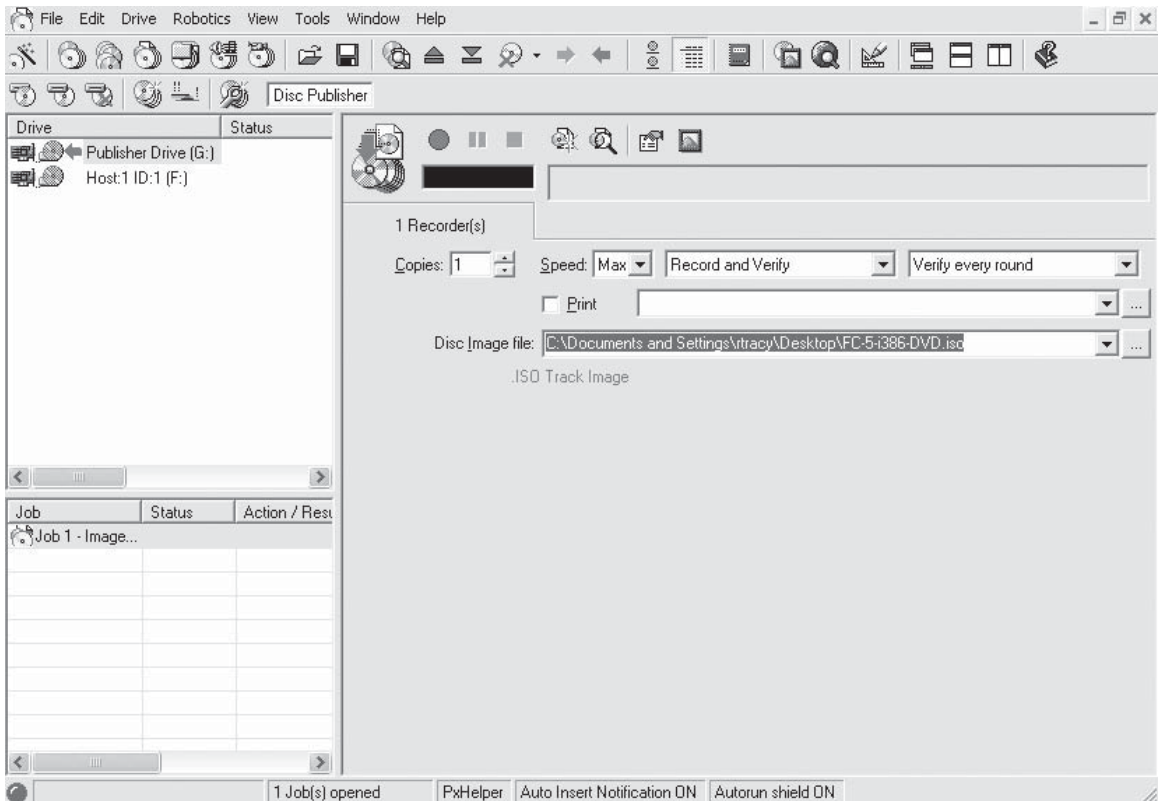 File Edit Drive Robotics View Tools Window Help
Disc Publisher
Drive Status
Publisher Drive (G:)
Host:1 ID:1 (F:)
1 Recorder(s)
Copies: 1 Speed: Max Record and Verify Verify every round
Print ...
Disc Image file: C:\Documents and Settings\rtracy\Desktop\FC-5-i386-DVD.iso ...
.ISO Track Image
Job Status Action / Resu
Job 1 - Image...
1 Job(s) opened PxHelper Auto Insert Notification ON Autorun shield ON